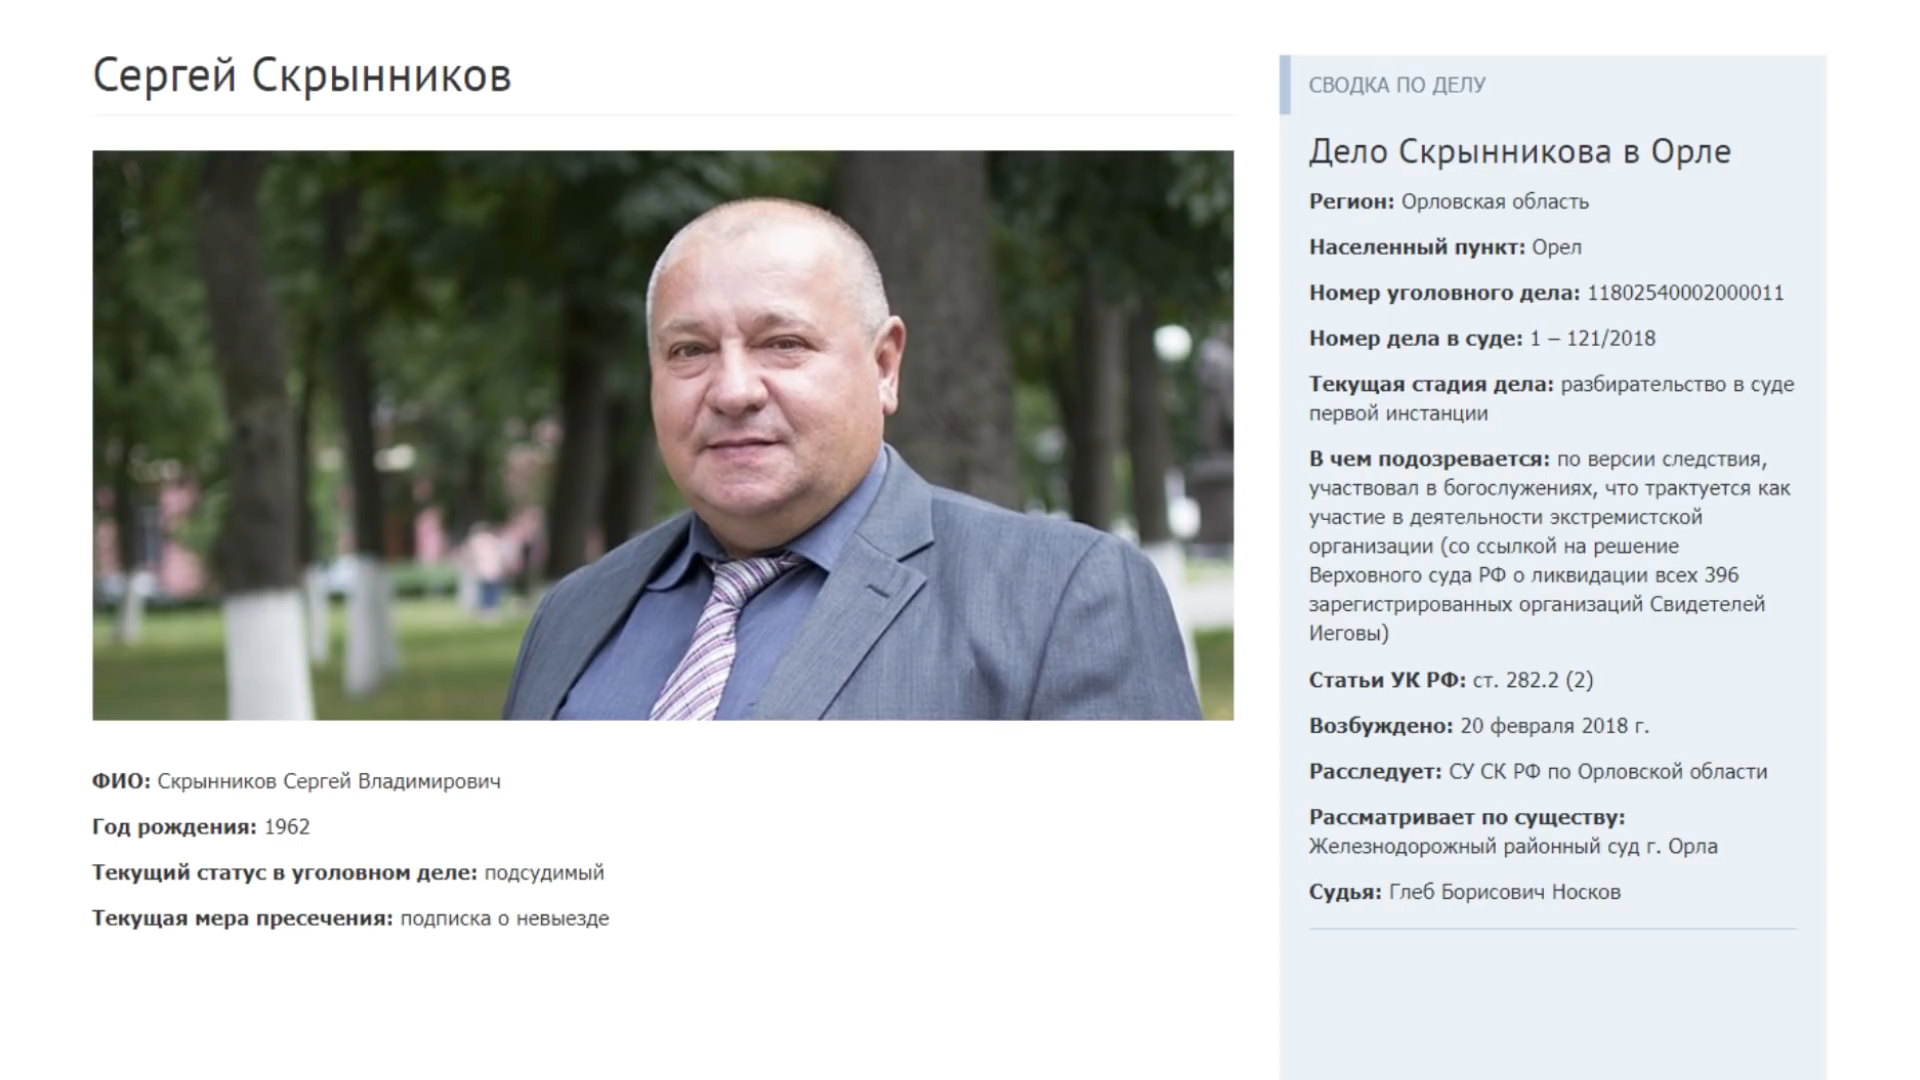 Сергей Скрынников
ФИО: Скрынников Сергей Владимирович
Год рождения: 1962
Текущий статус в уголовном деле: подсудимый
Текущая мера пресечения: подписка о невыезде
СВОДКА ПО ДЕЛУ
Дело Скрынникова в Орле
Регион: Орловская область
Населенный пункт: Орел
Номер уголовного дела: 11802540002000011
Номер дела в суде: 1 – 121/2018
Текущая стадия дела: разбирательство в суде
первой инстанции
В чем подозревается: по версии следствия,
участвовал в богослужениях, что трактуется как
участие в деятельности экстремистской
организации (со ссылкой на решение
Верховного суда РФ о ликвидации всех 396
зарегистрированных организаций Свидетелей
Иеговы)
Статьи УК РФ: ст. 282.2 (2)
Возбуждено: 20 февраля 2018 г.
Расследует: СУ СК РФ по Орловской области
Рассматривает по существу:
Железнодорожный районный суд г. Орла
Судья: Глеб Борисович Носков